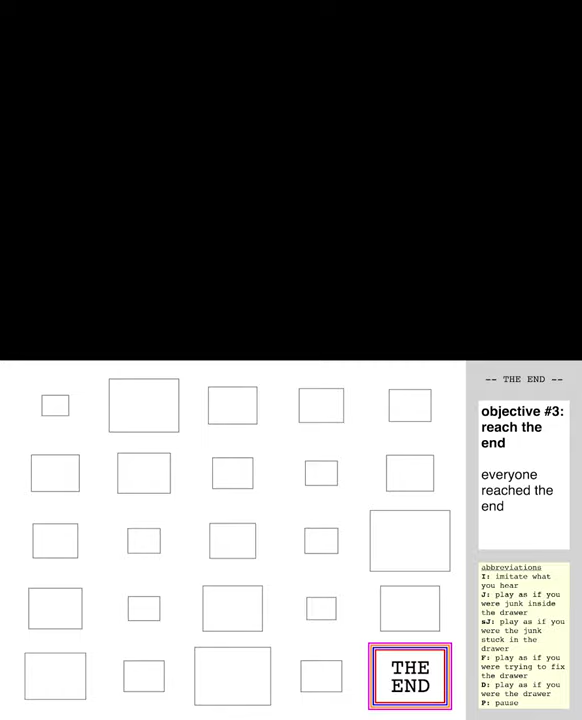 -- THE END --
objective #3:
reach the
end
everyone
reached the
end
abbreviations
I: imitate what
you hear
J: play as if you
were junk inside
the drawer
sJ: play as if you
were the junk
stuck in the
drawer
F: play as if you
were trying to fix
the drawer
D: play as if you
were the drawer
P: pause
THE
END